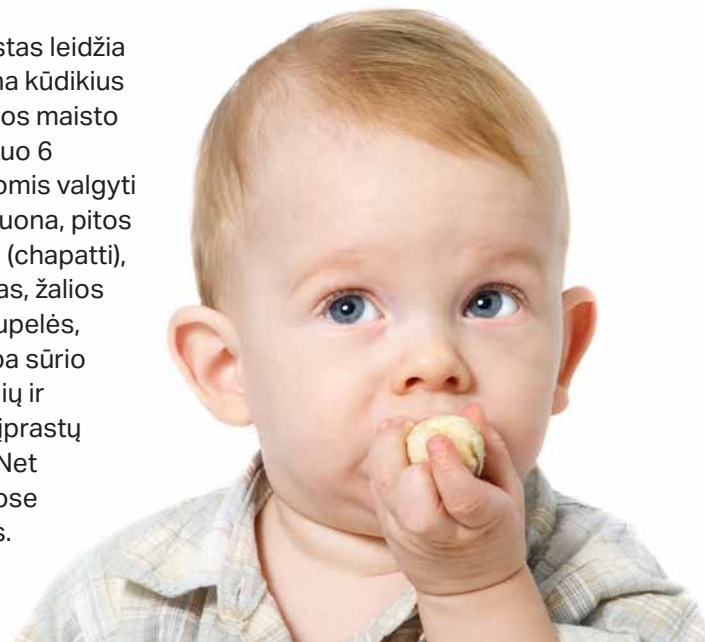 stas leidžia
na kūdikius
os maisto
uo 6
omis valgyti
uona, pitos
(chapatti),
as, žalios
upelės,
pa sūrio
ių ir
įprastų
Net
ose
s.